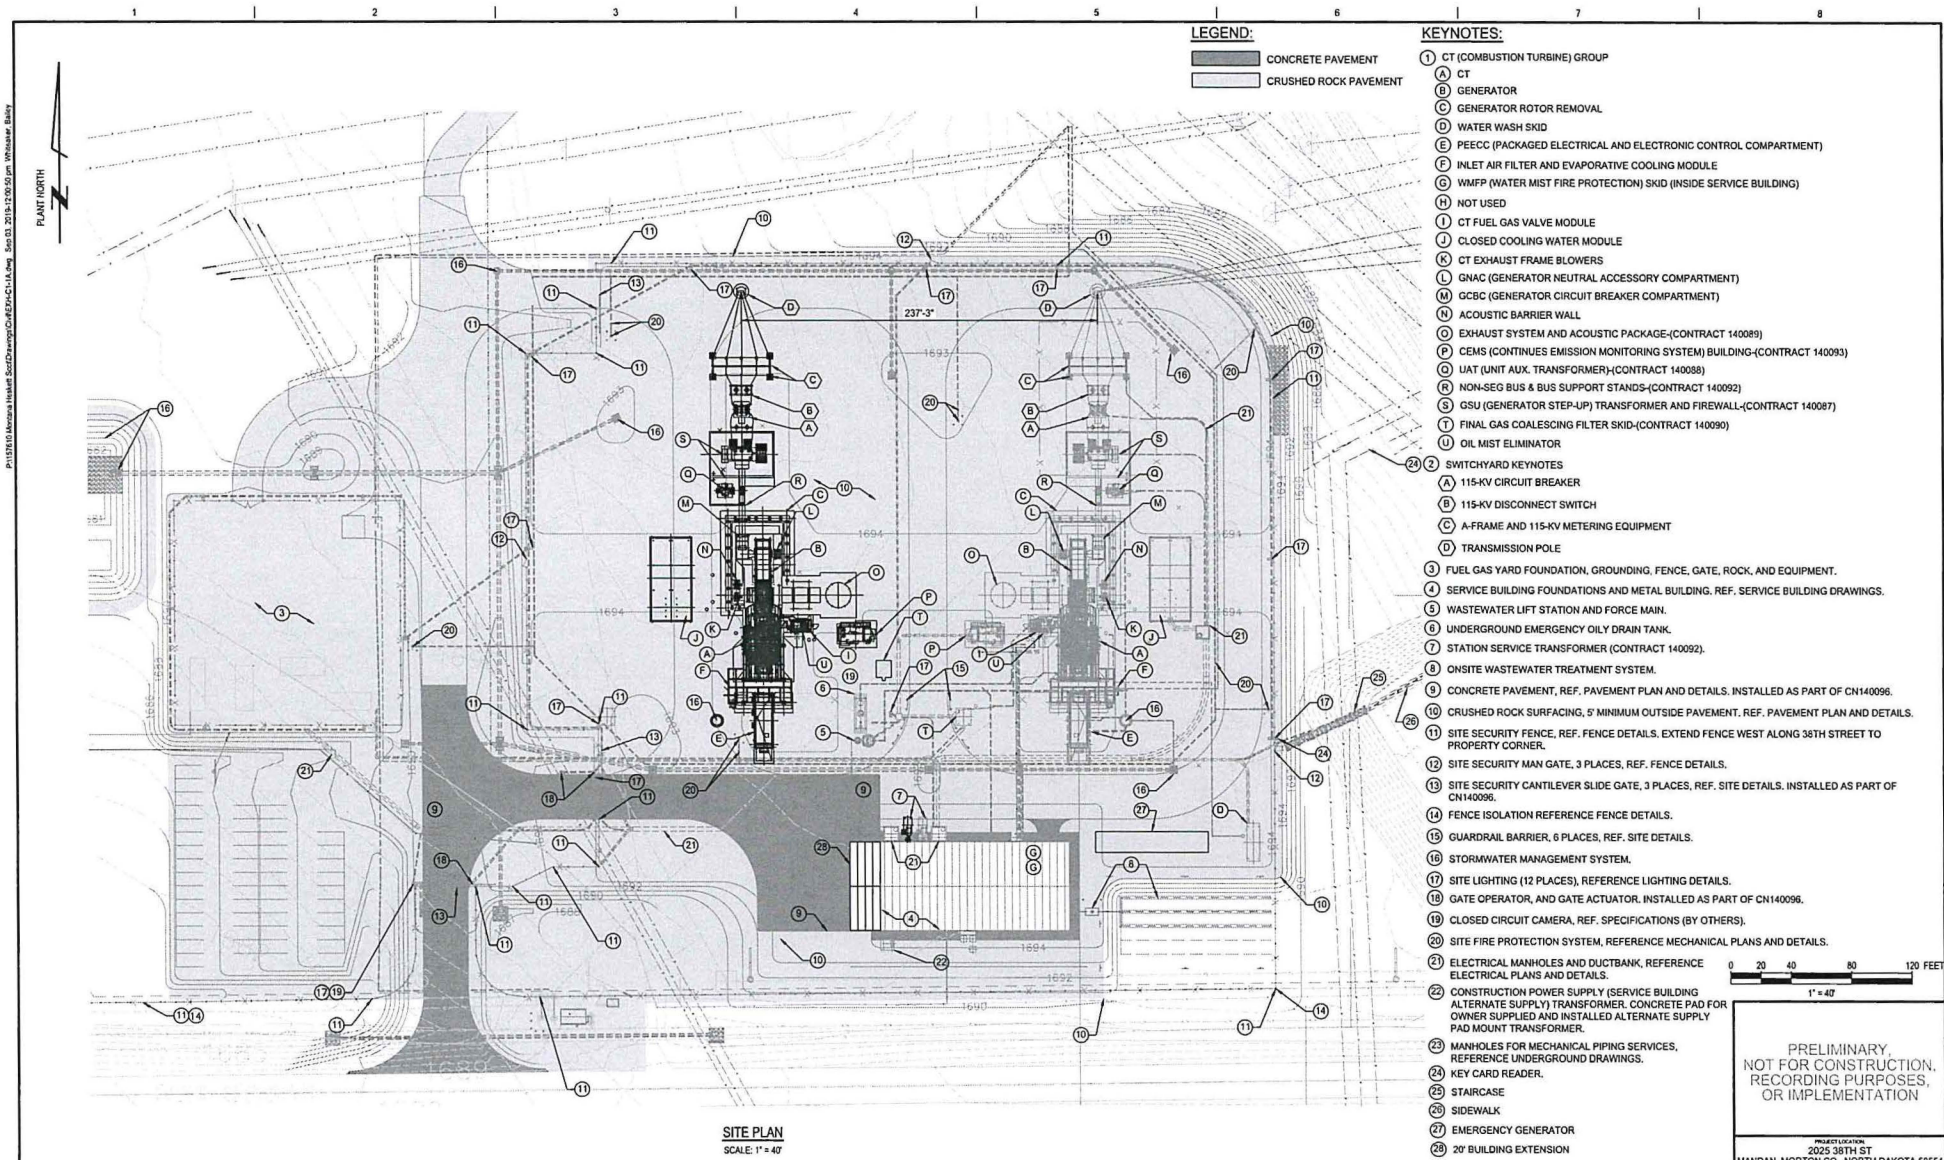 1 2 3 4 5 6 7 8
LEGEND:
CONCRETE PAVEMENT
CRUSHED ROCK PAVEMENT
PLANT NORTH
237'-3"
1690
1693
1694
1694
1694
1692
1690
SITE PLAN
SCALE: 1" = 40'
KEYNOTES:
1 CT (COMBUSTION TURBINE) GROUP
A CT
B GENERATOR
C GENERATOR ROTOR REMOVAL
D WATER WASH SKID
E PEECC (PACKAGED ELECTRICAL AND ELECTRONIC CONTROL COMPARTMENT)
F INLET AIR FILTER AND EVAPORATIVE COOLING MODULE
G WMFP (WATER MIST FIRE PROTECTION) SKID (INSIDE SERVICE BUILDING)
H NOT USED
I CT FUEL GAS VALVE MODULE
J CLOSED COOLING WATER MODULE
K CT EXHAUST FRAME BLOWERS
L GNAC (GENERATOR NEUTRAL ACCESSORY COMPARTMENT)
M GCBC (GENERATOR CIRCUIT BREAKER COMPARTMENT)
N ACOUSTIC BARRIER WALL
O EXHAUST SYSTEM AND ACOUSTIC PACKAGE-(CONTRACT 140089)
P CEMS (CONTINUES EMISSION MONITORING SYSTEM) BUILDING-(CONTRACT 140093)
Q UAT (UNIT AUX. TRANSFORMER)-(CONTRACT 140088)
R NON-SEG BUS & BUS SUPPORT STANDS-(CONTRACT 140092)
S GSU (GENERATOR STEP-UP) TRANSFORMER AND FIREWALL-(CONTRACT 140087)
T FINAL GAS COALESCING FILTER SKID-(CONTRACT 140090)
U OIL MIST ELIMINATOR
2 SWITCHYARD KEYNOTES
A 115-KV CIRCUIT BREAKER
B 115-KV DISCONNECT SWITCH
C A-FRAME AND 115-KV METERING EQUIPMENT
D TRANSMISSION POLE
3 FUEL GAS YARD FOUNDATION, GROUNDING, FENCE, GATE, ROCK, AND EQUIPMENT.
4 SERVICE BUILDING FOUNDATIONS AND METAL BUILDING. REF. SERVICE BUILDING DRAWINGS.
5 WASTEWATER LIFT STATION AND FORCE MAIN.
6 UNDERGROUND EMERGENCY OILY DRAIN TANK.
7 STATION SERVICE TRANSFORMER (CONTRACT 140092).
8 ONSITE WASTEWATER TREATMENT SYSTEM.
9 CONCRETE PAVEMENT, REF. PAVEMENT PLAN AND DETAILS. INSTALLED AS PART OF CN140096.
10 CRUSHED ROCK SURFACING, 5' MINIMUM OUTSIDE PAVEMENT. REF. PAVEMENT PLAN AND DETAILS.
11 SITE SECURITY FENCE, REF. FENCE DETAILS. EXTEND FENCE WEST ALONG 38TH STREET TO
PROPERTY CORNER.
12 SITE SECURITY MAN GATE, 3 PLACES, REF. FENCE DETAILS.
13 SITE SECURITY CANTILEVER SLIDE GATE, 3 PLACES, REF. SITE DETAILS. INSTALLED AS PART OF
CN140096.
14 FENCE ISOLATION REFERENCE FENCE DETAILS.
15 GUARDRAIL BARRIER, 6 PLACES, REF. SITE DETAILS.
16 STORMWATER MANAGEMENT SYSTEM.
17 SITE LIGHTING (12 PLACES), REFERENCE LIGHTING DETAILS.
18 GATE OPERATOR, AND GATE ACTUATOR. INSTALLED AS PART OF CN140096.
19 CLOSED CIRCUIT CAMERA, REF. SPECIFICATIONS (BY OTHERS).
20 SITE FIRE PROTECTION SYSTEM, REFERENCE MECHANICAL PLANS AND DETAILS.
21 ELECTRICAL MANHOLES AND DUCTBANK, REFERENCE
ELECTRICAL PLANS AND DETAILS.
22 CONSTRUCTION POWER SUPPLY (SERVICE BUILDING
ALTERNATE SUPPLY) TRANSFORMER. CONCRETE PAD FOR
OWNER SUPPLIED AND INSTALLED ALTERNATE SUPPLY
PAD MOUNT TRANSFORMER.
23 MANHOLES FOR MECHANICAL PIPING SERVICES,
REFERENCE UNDERGROUND DRAWINGS.
24 KEY CARD READER.
25 STAIRCASE
26 SIDEWALK
27 EMERGENCY GENERATOR
28 20' BUILDING EXTENSION
0 20 40 80 120 FEET
1" = 40'
PRELIMINARY,
NOT FOR CONSTRUCTION,
RECORDING PURPOSES,
OR IMPLEMENTATION
PROJECT LOCATION
2025 38TH ST